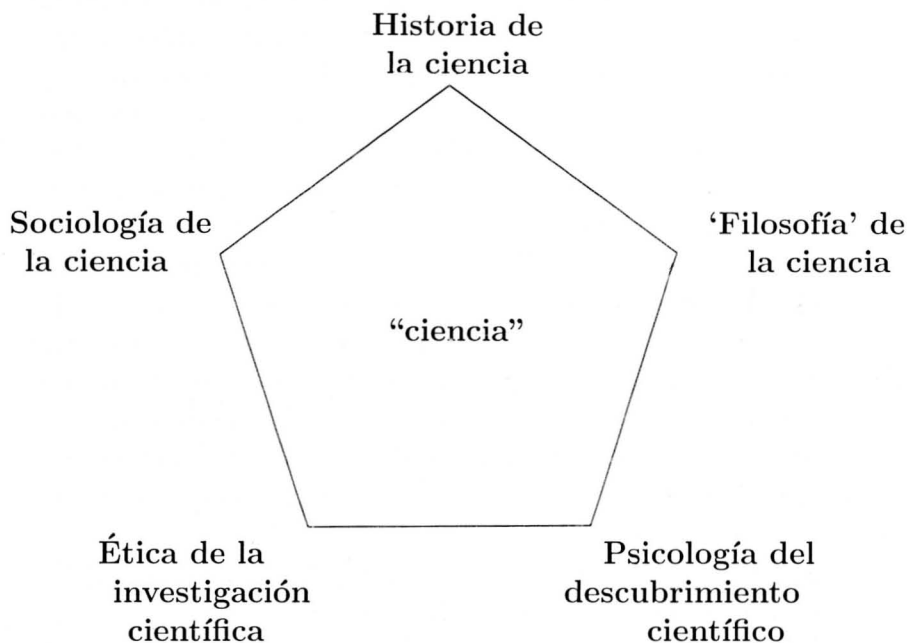 Historia de
la ciencia
Sociología de
la ciencia
‘Filosofía’ de
la ciencia
“ciencia”
Ética de la
investigación
científica
Psicología del
descubrimiento
científico